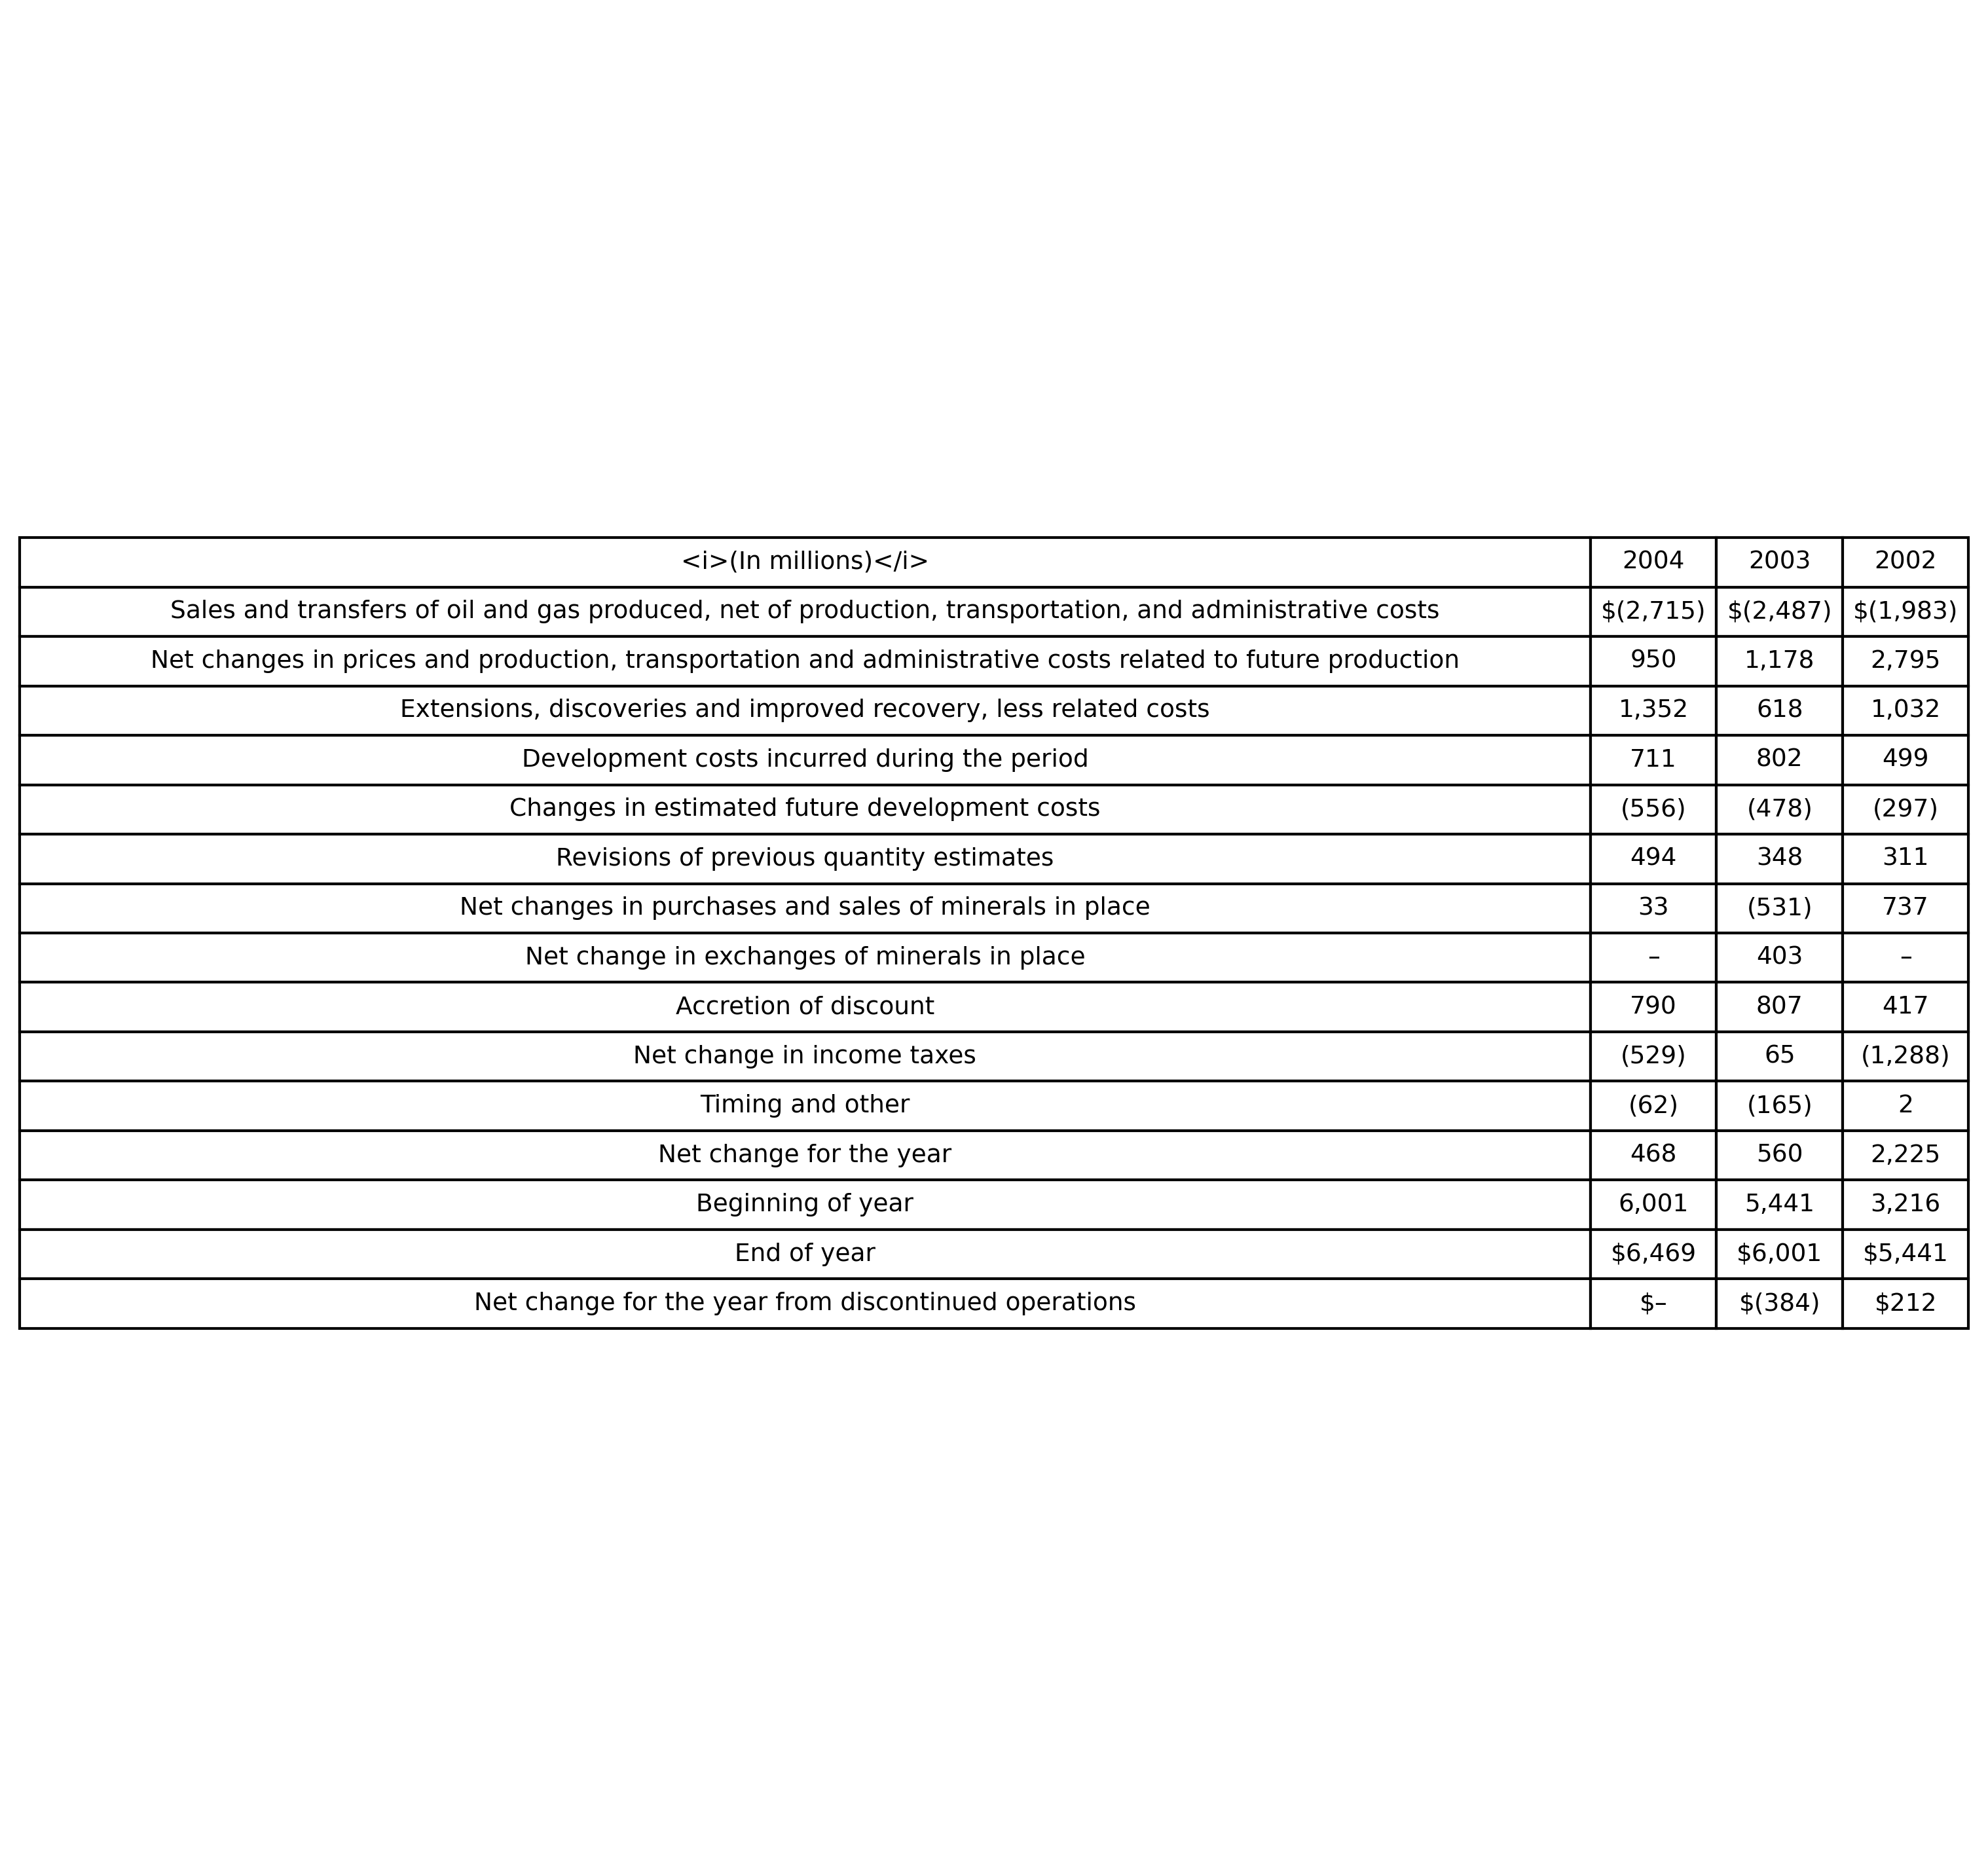 <i>(In millions)</i> 2004 2003 2002
Sales and transfers of oil and gas produced, net of production, transportation, and administrative costs $(2,715) $(2,487) $(1,983)
Net changes in prices and production, transportation and administrative costs related to future production 950 1,178 2,795
Extensions, discoveries and improved recovery, less related costs 1,352 618 1,032
Development costs incurred during the period 711 802 499
Changes in estimated future development costs (556) (478) (297)
Revisions of previous quantity estimates 494 348 311
Net changes in purchases and sales of minerals in place 33 (531) 737
Net change in exchanges of minerals in place – 403 –
Accretion of discount 790 807 417
Net change in income taxes (529) 65 (1,288)
Timing and other (62) (165) 2
Net change for the year 468 560 2,225
Beginning of year 6,001 5,441 3,216
End of year $6,469 $6,001 $5,441
Net change for the year from discontinued operations $– $(384) $212